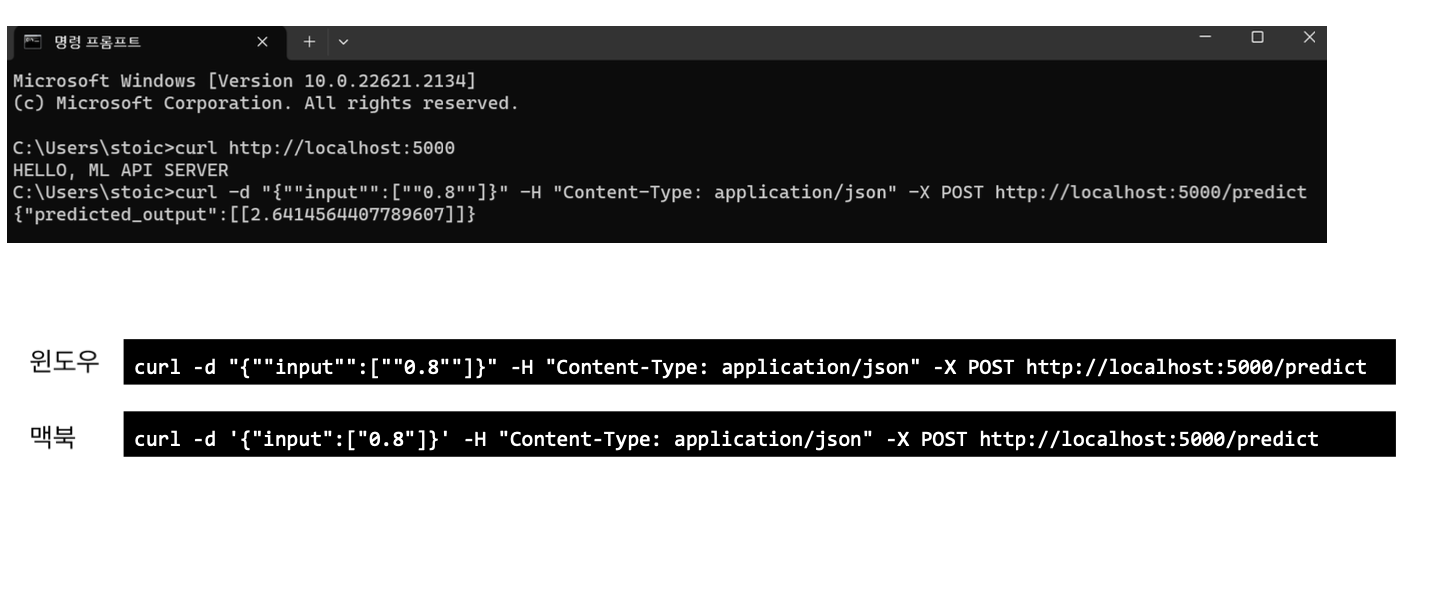 명령 프롬프트
Microsoft Windows [Version 10.0.22621.2134]
(c) Microsoft Corporation. All rights reserved.
C:\Users\stoic>curl http://localhost:5000
HELLO, ML API SERVER
C:\Users\stoic>curl -d "{""input"":[""0.8""]}" -H "Content-Type: application/json" -X POST http://localhost:5000/predict
{"predicted_output":[[2.6414564407789607]]}
윈도우 curl -d "{""input"":[""0.8""]}" -H "Content-Type: application/json" -X POST http://localhost:5000/predict
맥북 curl -d '{"input":["0.8"]}' -H "Content-Type: application/json" -X POST http://localhost:5000/predict